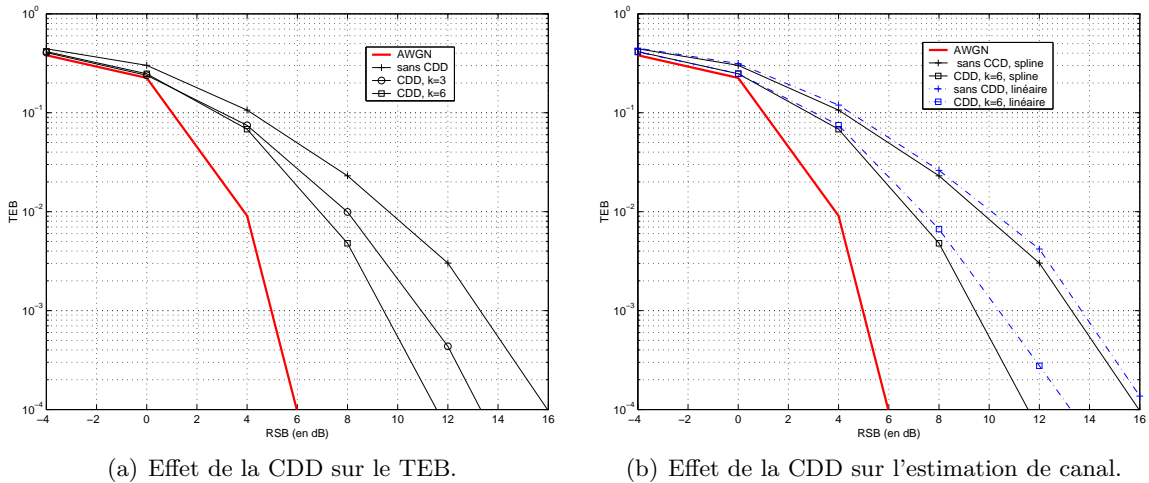 10^0
10^-1
10^-2
10^-3
10^-4
TEB
−4 −2 0 2 4 6 8 10 12 14 16
RSB (en dB)
AWGN
sans CDD
CDD, k=3
CDD, k=6
(a) Effet de la CDD sur le TEB.
10^0
10^-1
10^-2
10^-3
10^-4
TEB
−4 −2 0 2 4 6 8 10 12 14 16
RSB (en dB)
AWGN
sans CCD, spline
CDD, k=6, spline
sans CDD, linéaire
CDD, k=6, linéaire
(b) Effet de la CDD sur l'estimation de canal.